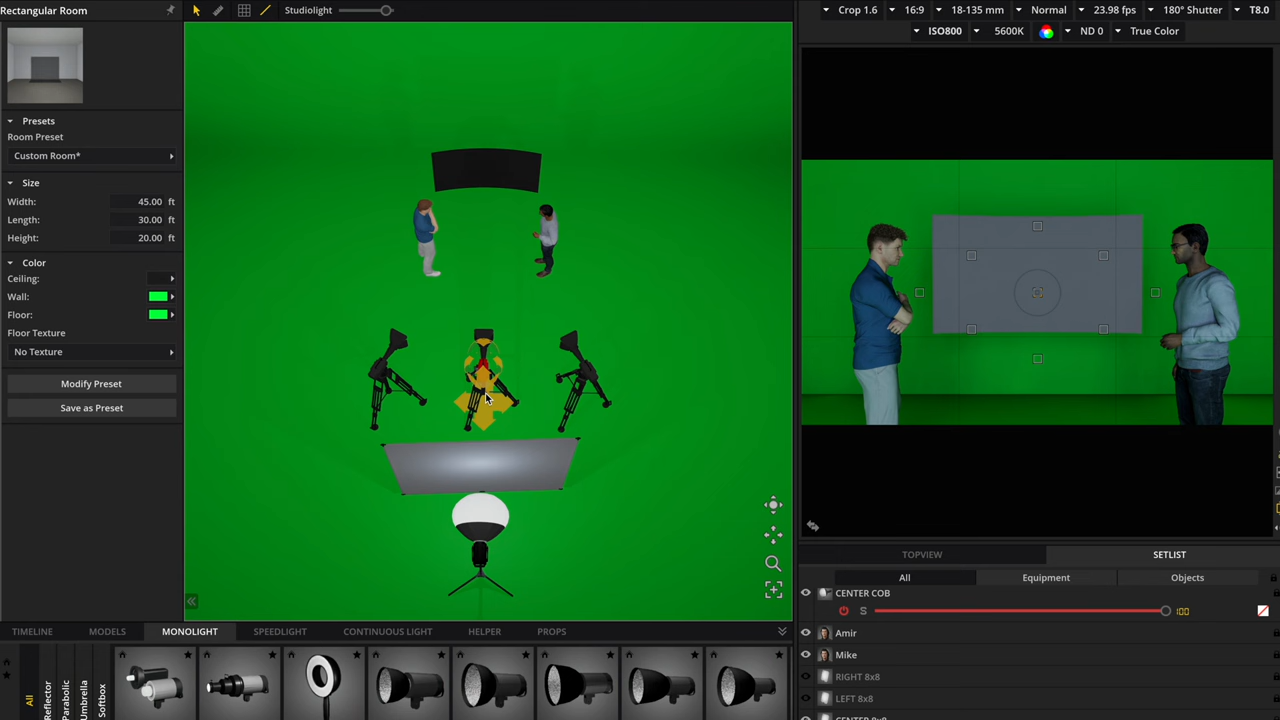 Rectangular Room
Studiolight
Crop 1.6
16:9
18-135 mm
Normal
23.98 fps
180° Shutter
T8.0
ISO800
5600K
ND 0
True Color
Presets
Room Preset
Custom Room*
Size
Width: 45.00 ft
Length: 30.00 ft
Height: 20.00 ft
Color
Ceiling:
Wall:
Floor:
Floor Texture
No Texture
Modify Preset
Save as Preset
TOPVIEW
SETLIST
All
Equipment
Objects
CENTER COB
S
100
Amir
Mike
RIGHT 8x8
LEFT 8x8
TIMELINE
MODELS
MONOLIGHT
SPEEDLIGHT
CONTINUOUS LIGHT
HELPER
PROPS
All
Reflector
Parabolic
Umbrella
Softbox